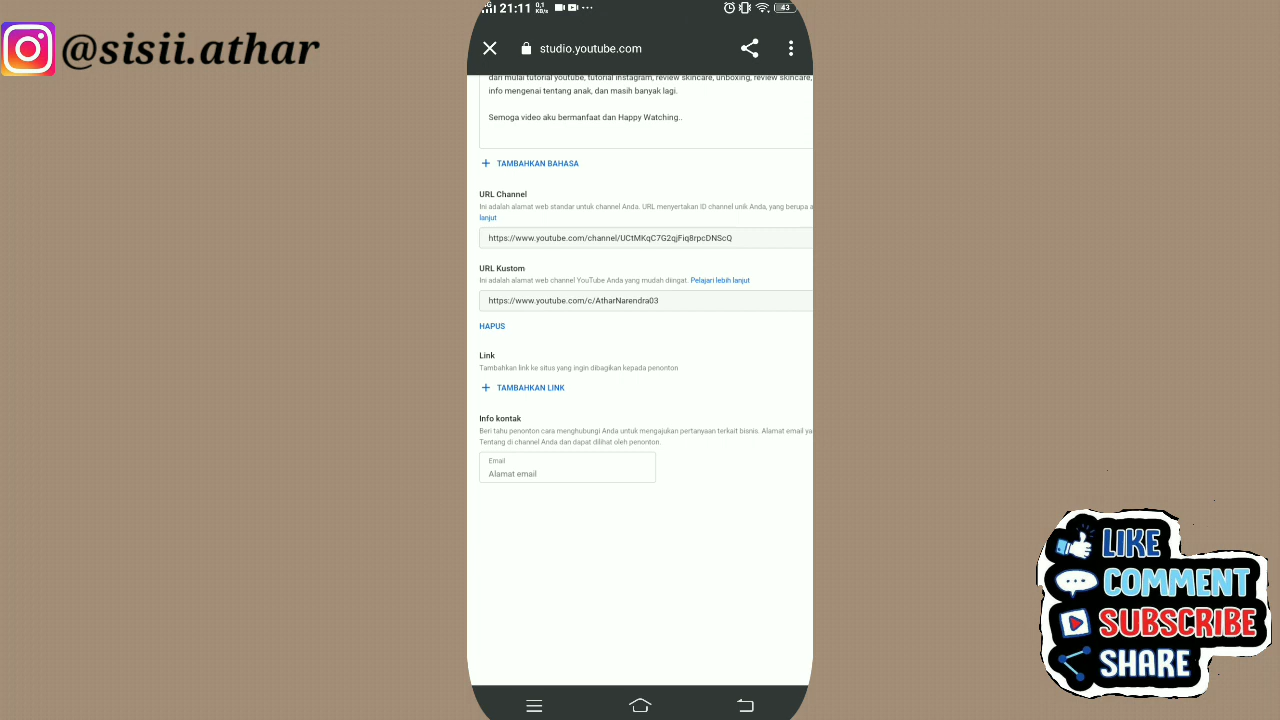 @sisii.athar
21:11
0,1
KB/s
43
studio.youtube.com
dari mulai tutorial youtube, tutorial instagram, review skincare, unboxing, review skincare,
info mengenai tentang anak, dan masih banyak lagi.
Semoga video aku bermanfaat dan Happy Watching..
+ TAMBAHKAN BAHASA
URL Channel
Ini adalah alamat web standar untuk channel Anda. URL menyertakan ID channel unik Anda, yang berupa a
lanjut
https://www.youtube.com/channel/UCtMKqC7G2qjFiq8rpcDNScQ
URL Kustom
Ini adalah alamat web channel YouTube Anda yang mudah diingat. Pelajari lebih lanjut
https://www.youtube.com/c/AtharNarendra03
HAPUS
Link
Tambahkan link ke situs yang ingin dibagikan kepada penonton
+ TAMBAHKAN LINK
Info kontak
Beri tahu penonton cara menghubungi Anda untuk mengajukan pertanyaan terkait bisnis. Alamat email ya
Tentang di channel Anda dan dapat dilihat oleh penonton.
Email
Alamat email
LIKE
COMMENT
SUBSCRIBE
SHARE